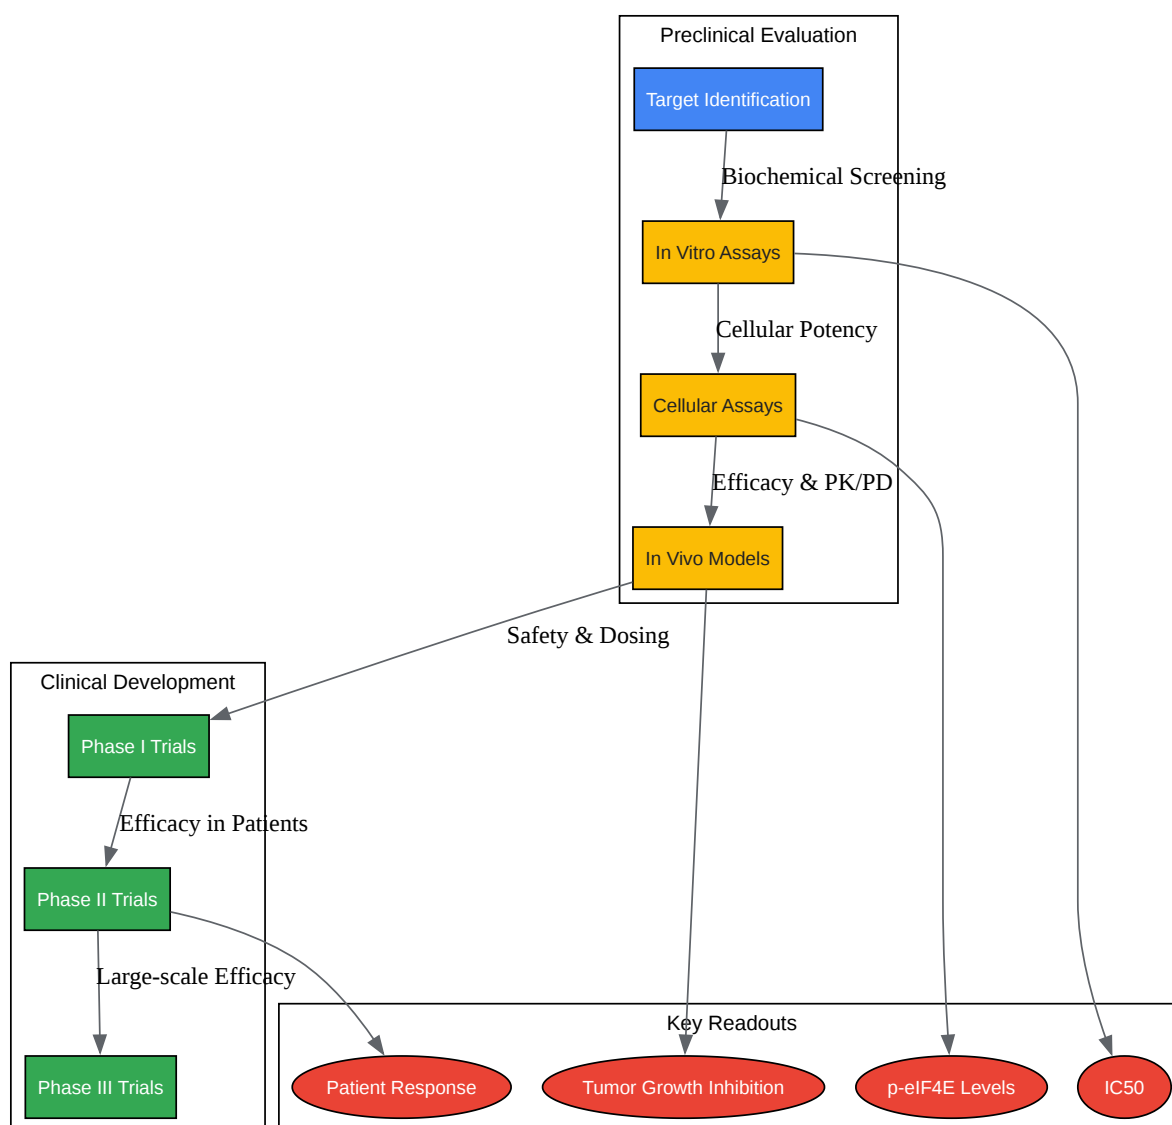 Preclinical Evaluation
Target Identification
Biochemical Screening
In Vitro Assays
Cellular Potency
Cellular Assays
Efficacy & PK/PD
In Vivo Models
Safety & Dosing
Clinical Development
Phase I Trials
Efficacy in Patients
Phase II Trials
Large-scale Efficacy
Phase III Trials
Key Readouts
Patient Response
Tumor Growth Inhibition
p-eIF4E Levels
IC50